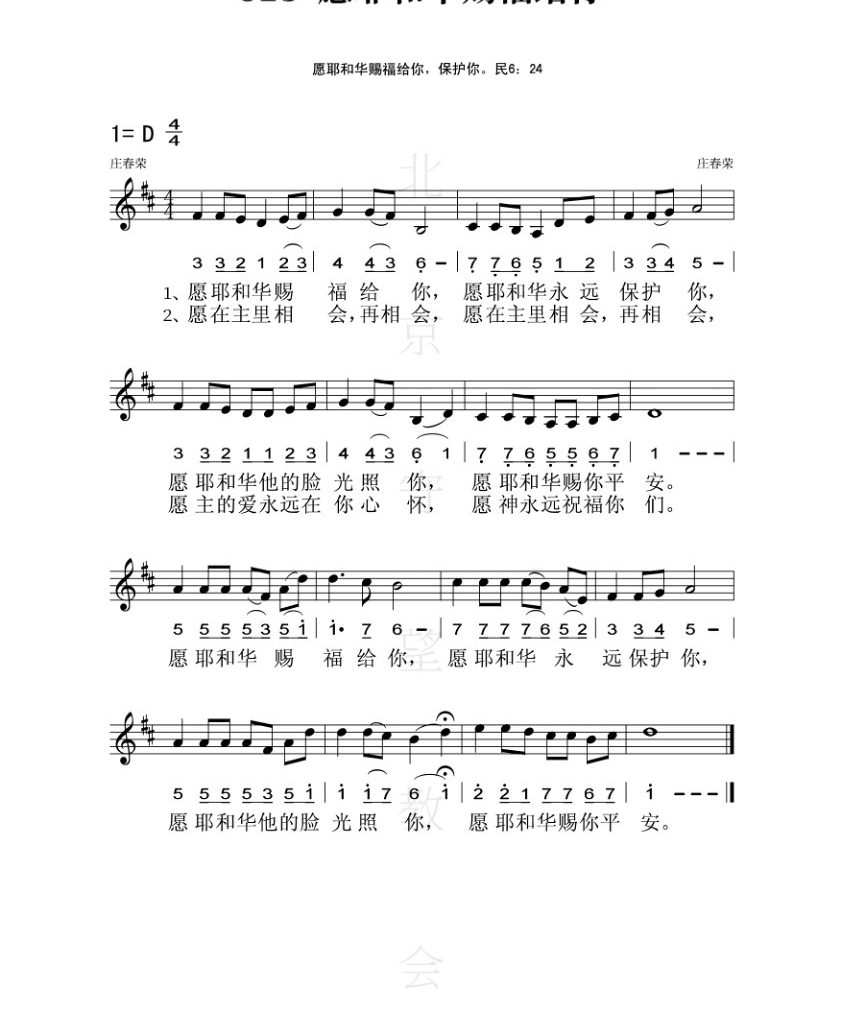 愿耶和华赐福给你，保护你。民6：24
1= D 4/4
庄春荣 庄春荣
3 3 2 1 2 3 | 4 4 3 6 – | 7 7 6 5 1 2 | 3 3 4 5 – |
1、愿耶和华赐 福给 你， 愿耶和华永 远 保护 你，
2、愿在主里相 会，再相 会， 愿在主里相 会，再相 会，
3 3 2 1 1 2 3 | 4 4 3 6 1 | 7 7 6 5 5 6 7 | 1 – – – |
愿 耶和华他的脸 光照 你， 愿 耶和华赐你平 安。
愿 主的爱永远在 你心 怀， 愿 神永远祝福你 们。
5 5 5 5 3 5 1 | 1· 7 6 – | 7 7 7 7 6 5 2 | 3 3 4 5 – |
愿 耶和华 赐 福 给你， 愿 耶和华 永 远 保护 你，
5 5 5 5 3 5 1 | 1 1 7 6 1 | 2 2 1 7 7 6 7 | 1 – – – ‖
愿 耶和华他的脸 光照 你， 愿 耶和华赐你平 安。
北京守望教会